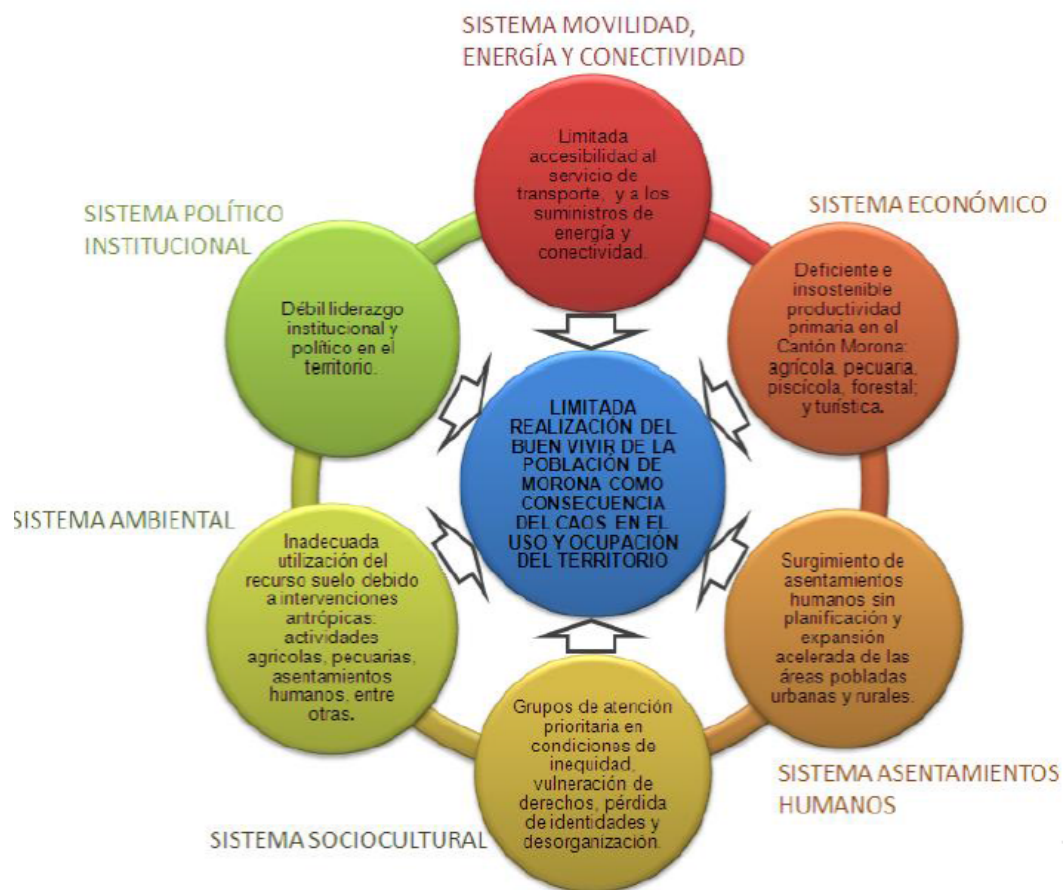 SISTEMA MOVILIDAD,
ENERGÍA Y CONECTIVIDAD
Limitada
accesibilidad al
servicio de
transporte, y a los
suministros de
energía y
conectividad.
SISTEMA ECONÓMICO
Deficiente e
insostenible
productividad
primaria en el
Cantón Morona:
agrícola, pecuaria,
piscícola, forestal;
y turística.
SISTEMA POLÍTICO
INSTITUCIONAL
Débil liderazgo
institucional y
político en el
territorio.
LIMITADA
REALIZACIÓN DEL
BUEN VIVIR DE LA
POBLACIÓN DE
MORONA COMO
CONSECUENCIA
DEL CAOS EN EL
USO Y OCUPACIÓN
DEL TERRITORIO
SISTEMA AMBIENTAL
Inadecuada
utilización del
recurso suelo debido
a intervenciones
antrópicas:
actividades
agrícolas, pecuarias,
asentamientos
humanos, entre
otras.
Surgimiento de
asentamientos
humanos sin
planificación y
expansión
acelerada de las
áreas pobladas
urbanas y rurales.
SISTEMA ASENTAMIENTOS
HUMANOS
Grupos de atención
prioritaria en
condiciones de
inequidad,
vulneración de
derechos, pérdida
de identidades y
desorganización.
SISTEMA SOCIOCULTURAL